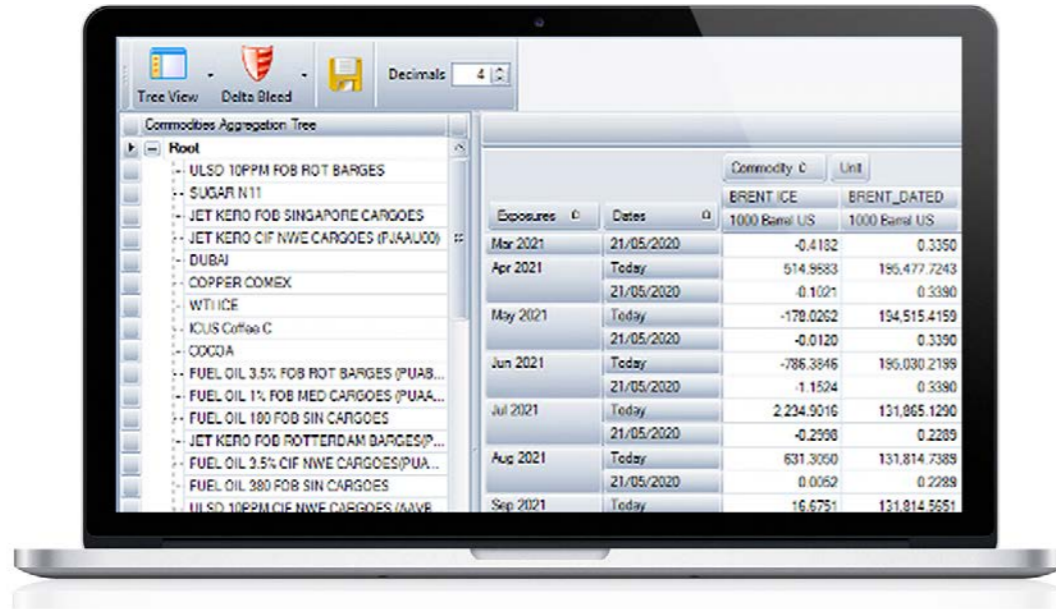 Decimals 4
Tree View Delta Bleed
Commodities Aggregation Tree
Root
ULSD 10PPM FOB ROT BARGES
SUGAR N11
JET KERO FOB SINGAPORE CARGOES
JET KERO CIF NWE CARGOES (PJAAU00)
DUBAI
COPPER COMEX
WTI ICE
ICUS Coffee C
COCOA
FUEL OIL 3.5% FOB ROT BARGES (PUAB...
FUEL OIL 1% FOB MED CARGOES (PUAA...
FUEL OIL 180 FOB SIN CARGOES
JET KERO FOB ROTTERDAM BARGES(P...
FUEL OIL 3.5% CIF NWE CARGOES(PUA...
FUEL OIL 380 FOB SIN CARGOES
ULSD 10PPM CIF NWE CARGOES (AAVB
Commodity Unit
BRENT ICE BRENT_DATED
Exposures Dates 1000 Barrel US 1000 Barrel US
Mar 2021 21/05/2020 -0.4182 0.3350
Apr 2021 Today 514.9683 195,477.7243
21/05/2020 -0.1021 0.3390
May 2021 Today -178.0262 194,515.4159
21/05/2020 -0.0120 0.3390
Jun 2021 Today -786.3846 195,030.2199
21/05/2020 -1.1524 0.3390
Jul 2021 Today 2,234.9016 131,865.1290
21/05/2020 -0.2998 0.2289
Aug 2021 Today 631.3050 131,814.7389
21/05/2020 0.0052 0.2289
Sep 2021 Today 16.6751 131,814.5651